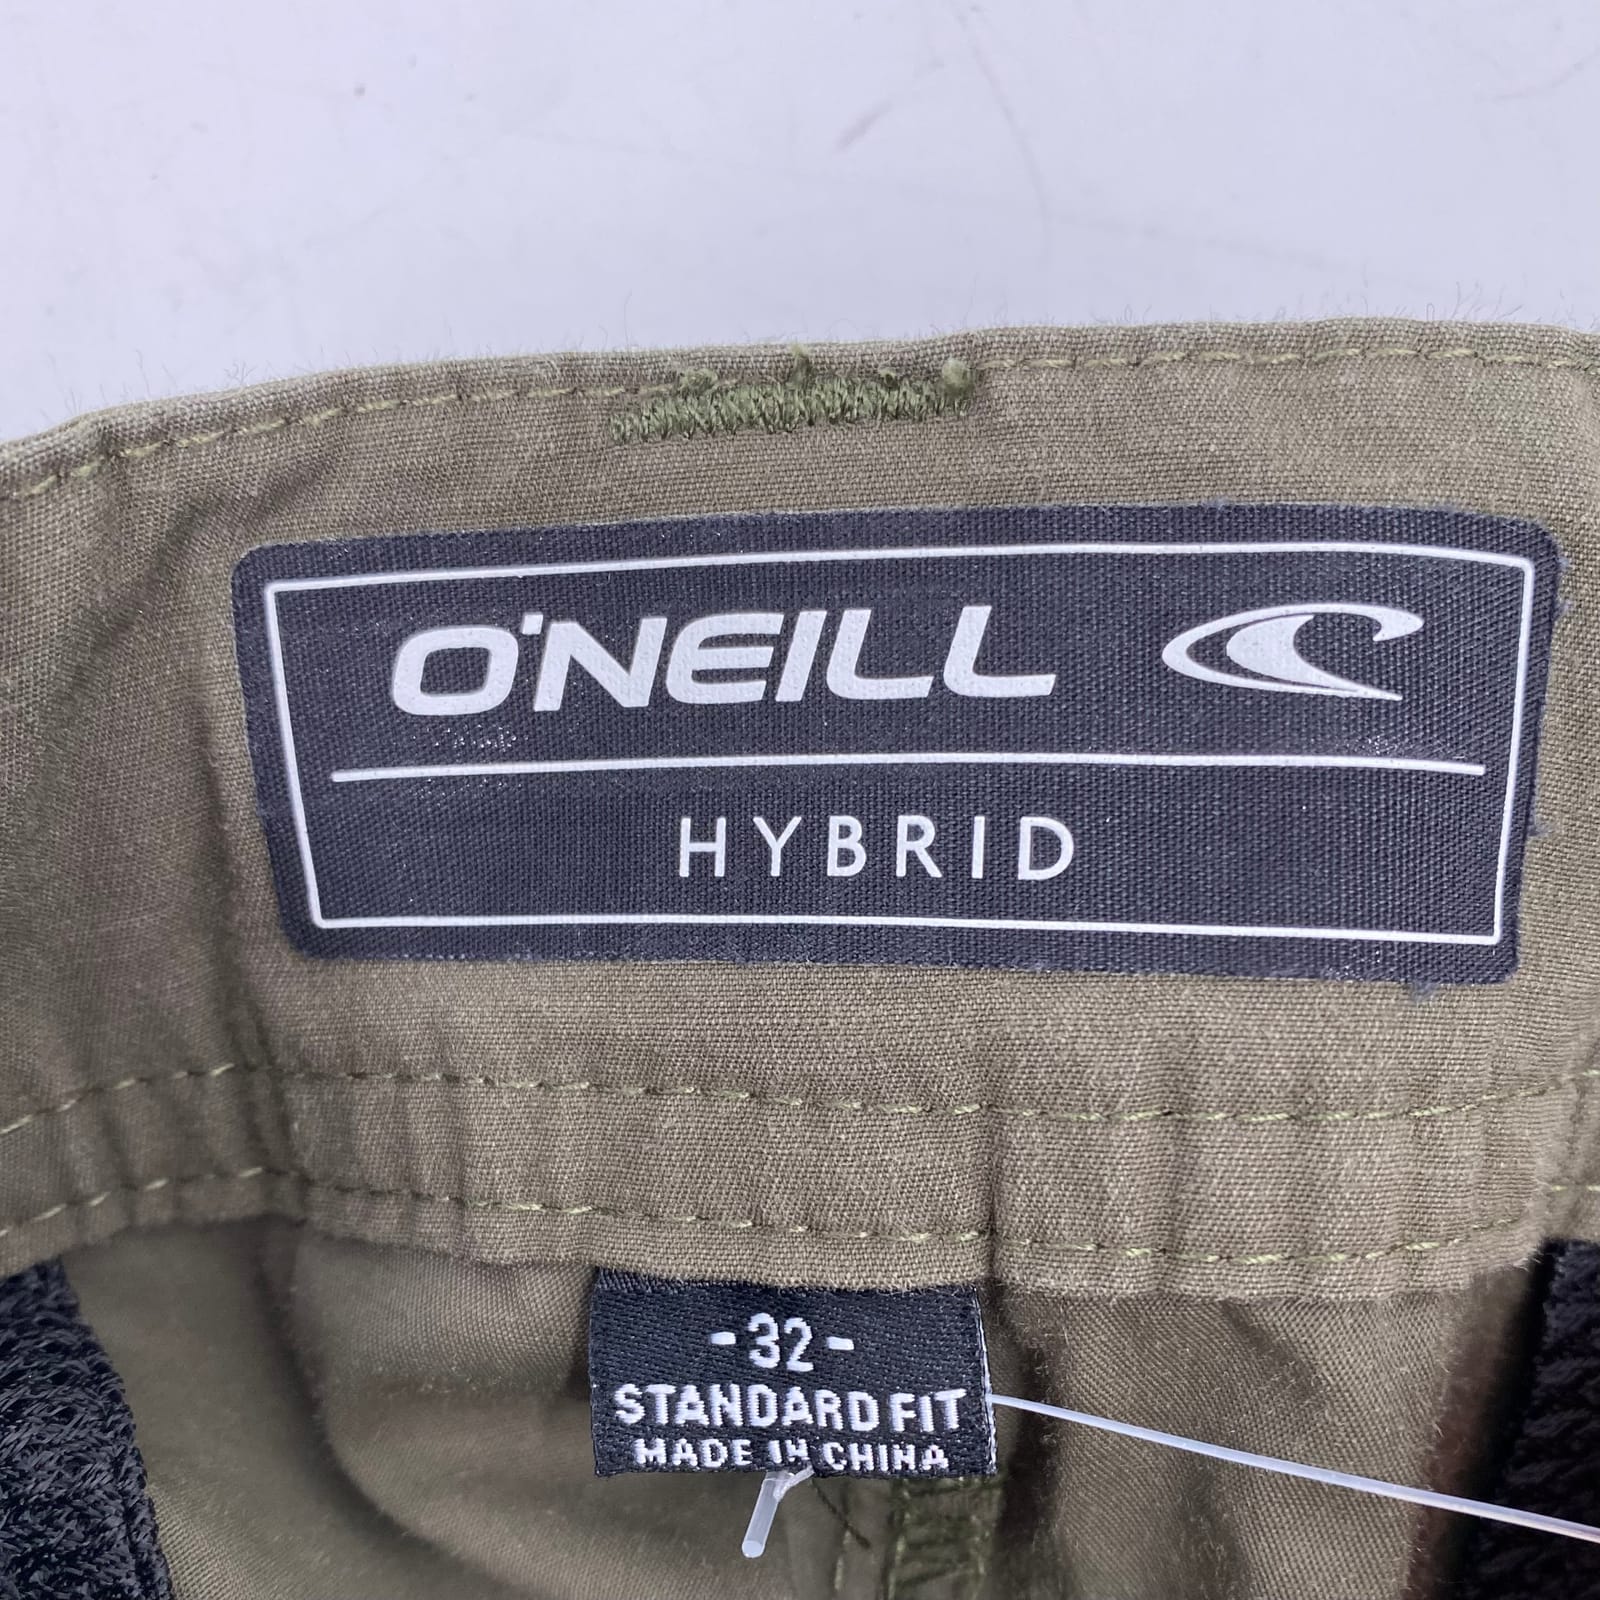 O'NEILL
HYBRID
-32-
STANDARD FIT
MADE IN CHINA